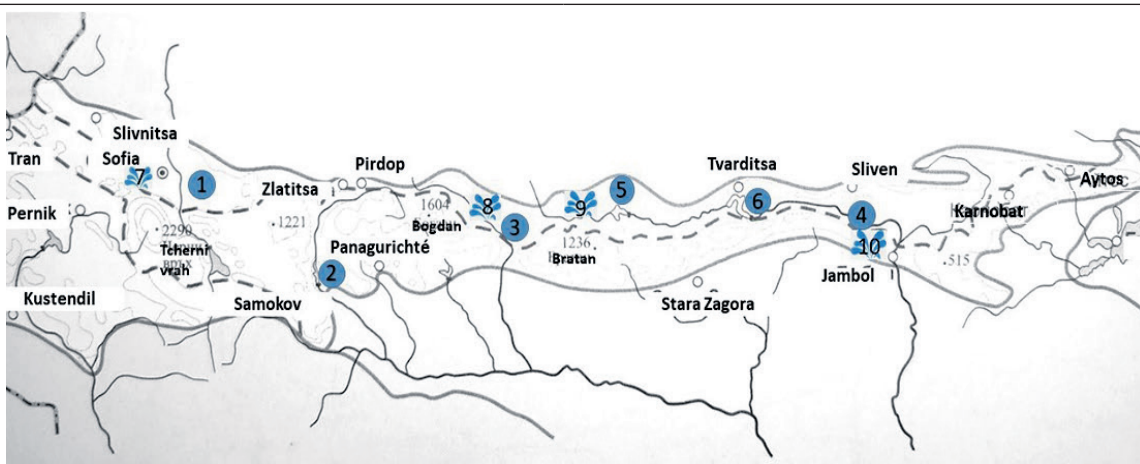 Slivnitsa
Tran
Sofia
7
1
Zlatitsa
Pirdop
Tvarditsa
Sliven
Aytos
Pernik
2290
Tcherni
vrah
1221
1604
Bogdan
8
3
9
5
6
4
Karnobat
Panagurichté
2
1236
Bratan
10
515
Jambol
Kustendil
Samokov
Stara Zagora